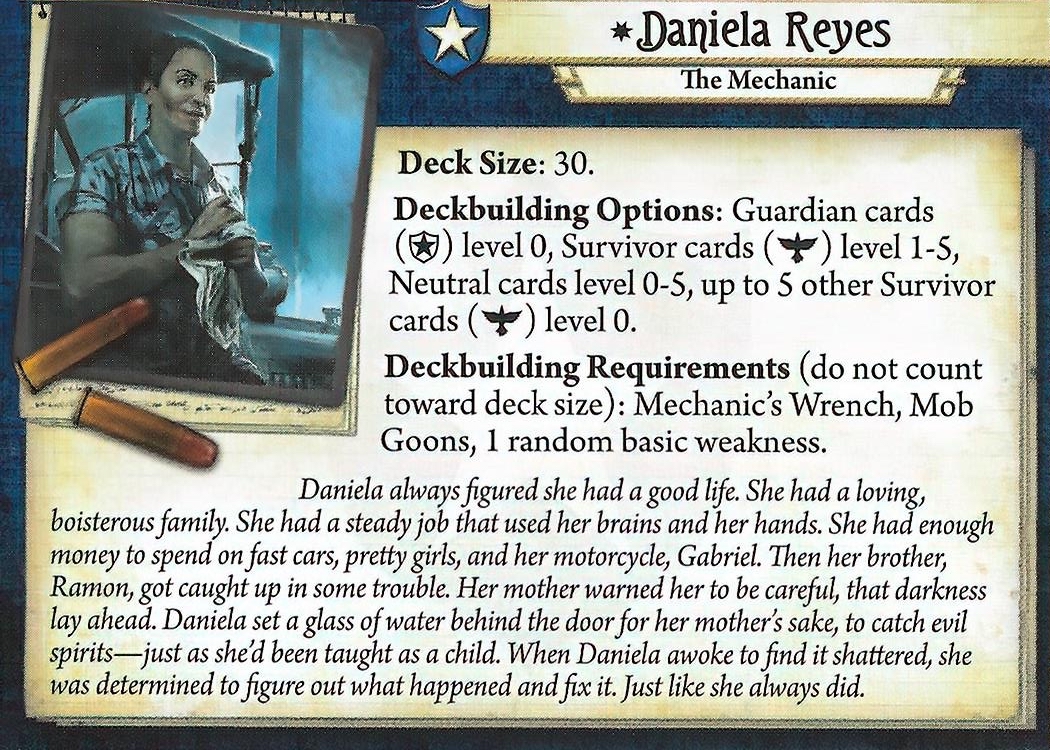 Daniela Reyes
The Mechanic
Deck Size: 30.
Deckbuilding Options: Guardian cards
() level 0, Survivor cards () level 1-5,
Neutral cards level 0-5, up to 5 other Survivor
cards () level 0.
Deckbuilding Requirements (do not count
toward deck size): Mechanic's Wrench, Mob
Goons, 1 random basic weakness.
Daniela always figured she had a good life. She had a loving,
boisterous family. She had a steady job that used her brains and her hands. She had enough
money to spend on fast cars, pretty girls, and her motorcycle, Gabriel. Then her brother,
Ramon, got caught up in some trouble. Her mother warned her to be careful, that darkness
lay ahead. Daniela set a glass of water behind the door for her mother's sake, to catch evil
spirits—just as she'd been taught as a child. When Daniela awoke to find it shattered, she
was determined to figure out what happened and fix it. Just like she always did.